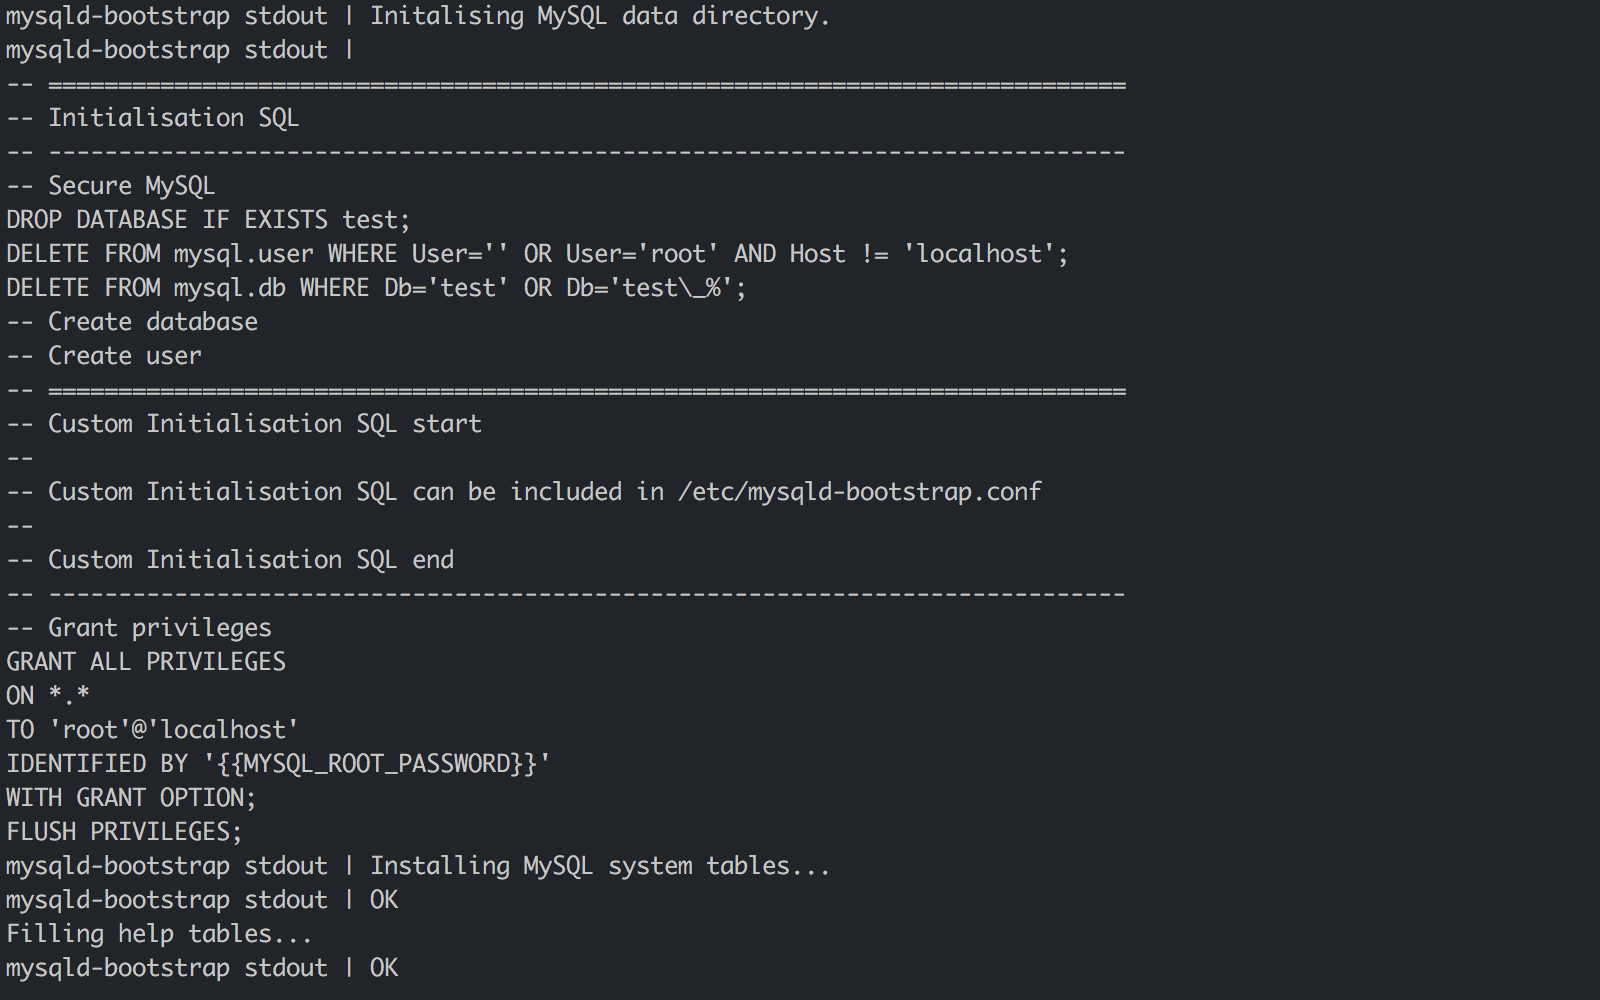 mysqld-bootstrap stdout | Initalising MySQL data directory.
mysqld-bootstrap stdout |
-- =============================================================================
-- Initialisation SQL
-- -----------------------------------------------------------------------------
-- Secure MySQL
DROP DATABASE IF EXISTS test;
DELETE FROM mysql.user WHERE User='' OR User='root' AND Host != 'localhost';
DELETE FROM mysql.db WHERE Db='test' OR Db='test\_%';
-- Create database
-- Create user
-- =============================================================================
-- Custom Initialisation SQL start
--
-- Custom Initialisation SQL can be included in /etc/mysqld-bootstrap.conf
--
-- Custom Initialisation SQL end
-- -----------------------------------------------------------------------------
-- Grant privileges
GRANT ALL PRIVILEGES
ON *.*
TO 'root'@'localhost'
IDENTIFIED BY '{{MYSQL_ROOT_PASSWORD}}'
WITH GRANT OPTION;
FLUSH PRIVILEGES;
mysqld-bootstrap stdout | Installing MySQL system tables...
mysqld-bootstrap stdout | OK
Filling help tables...
mysqld-bootstrap stdout | OK